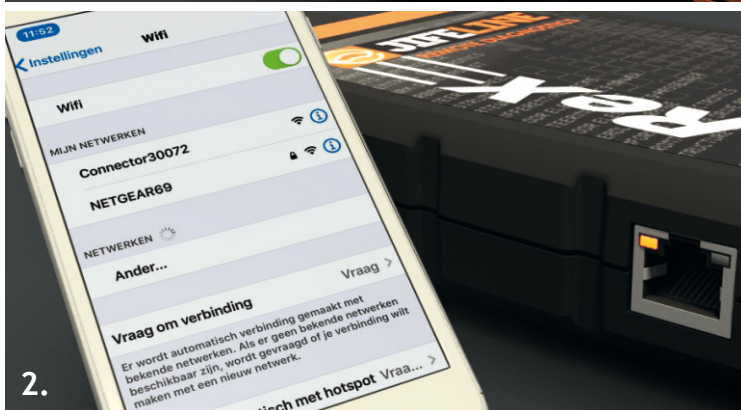 11:52
Instellingen
Wifi
Wifi
MIJN NETWERKEN
Connector30072
NETGEAR69
NETWERKEN
Ander...
Vraag om verbinding
Vraag
Er wordt automatisch verbinding gemaakt met
bekende netwerken. Als er geen bekende netwerken
beschikbaar zijn, wordt gevraagd of je verbinding wilt
maken met een nieuw netwerk.
isch met hotspot Vraa...
JIFELINE
REMOTE DIAGNOSTICS
Rex
2.